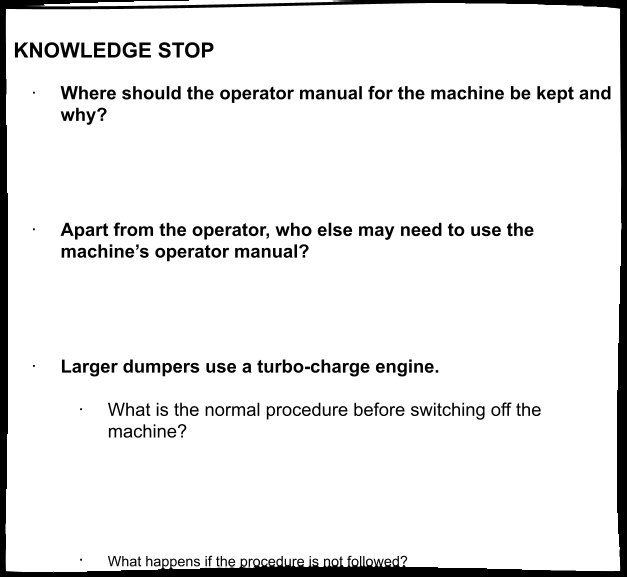 KNOWLEDGE STOP
· Where should the operator manual for the machine be kept and
why?
· Apart from the operator, who else may need to use the
machine’s operator manual?
· Larger dumpers use a turbo-charge engine.
· What is the normal procedure before switching off the
machine?
· What happens if the procedure is not followed?